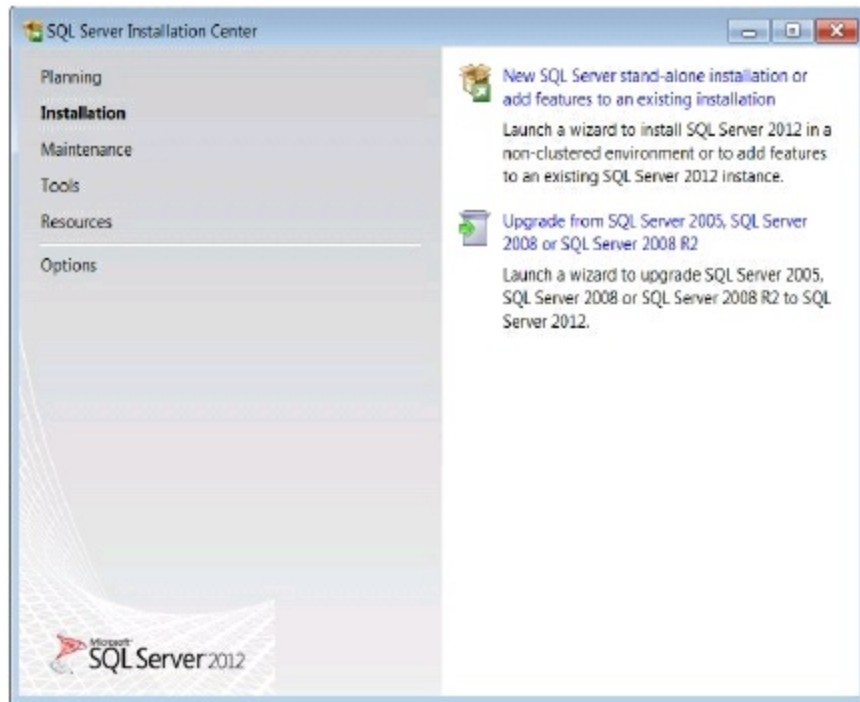 SQL Server Installation Center
Planning
Installation
Maintenance
Tools
Resources
Options
New SQL Server stand-alone installation or
add features to an existing installation
Launch a wizard to install SQL Server 2012 in a
non-clustered environment or to add features
to an existing SQL Server 2012 instance.
Upgrade from SQL Server 2005, SQL Server
2008 or SQL Server 2008 R2
Launch a wizard to upgrade SQL Server 2005,
SQL Server 2008 or SQL Server 2008 R2 to SQL
Server 2012.
Microsoft
SQL Server 2012